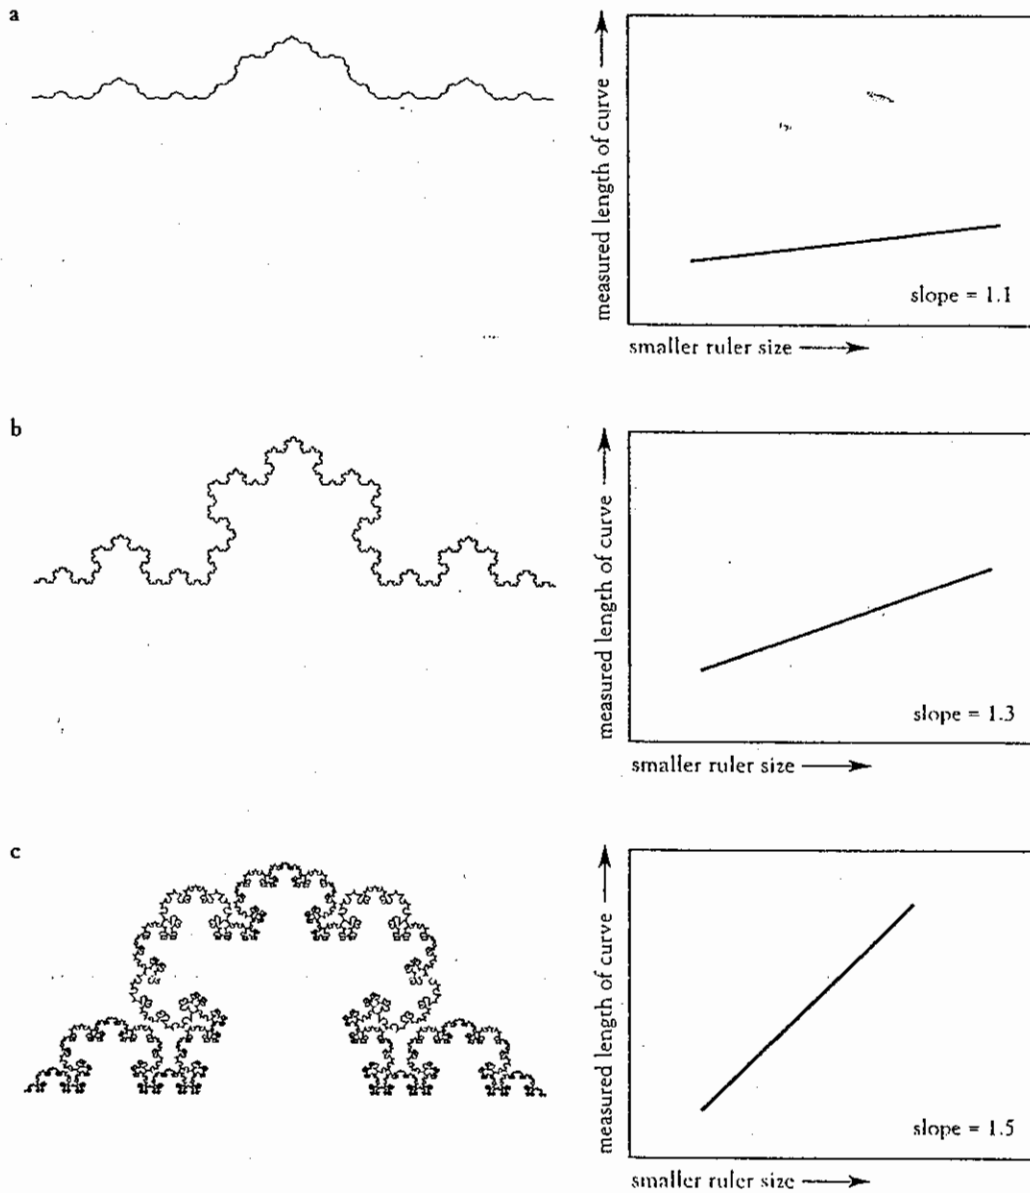 a
measured length of curve
slope = 1.1
smaller ruler size
b
measured length of curve
slope = 1.3
smaller ruler size
c
measured length of curve
slope = 1.5
smaller ruler size